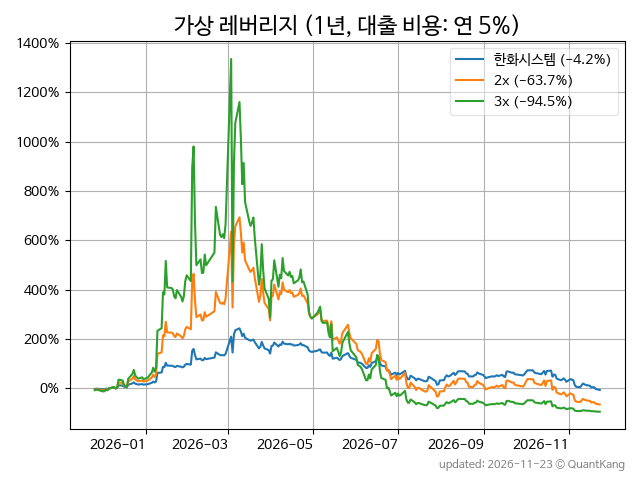 가상 레버리지 (1년, 대출 비용: 연 5%)
1400%
1200%
1000%
800%
600%
400%
200%
0%
한화시스템 (-4.2%)
2x (-63.7%)
3x (-94.5%)
2026-01
2026-03
2026-05
2026-07
2026-09
2026-11
updated: 2026-11-23 © QuantKang